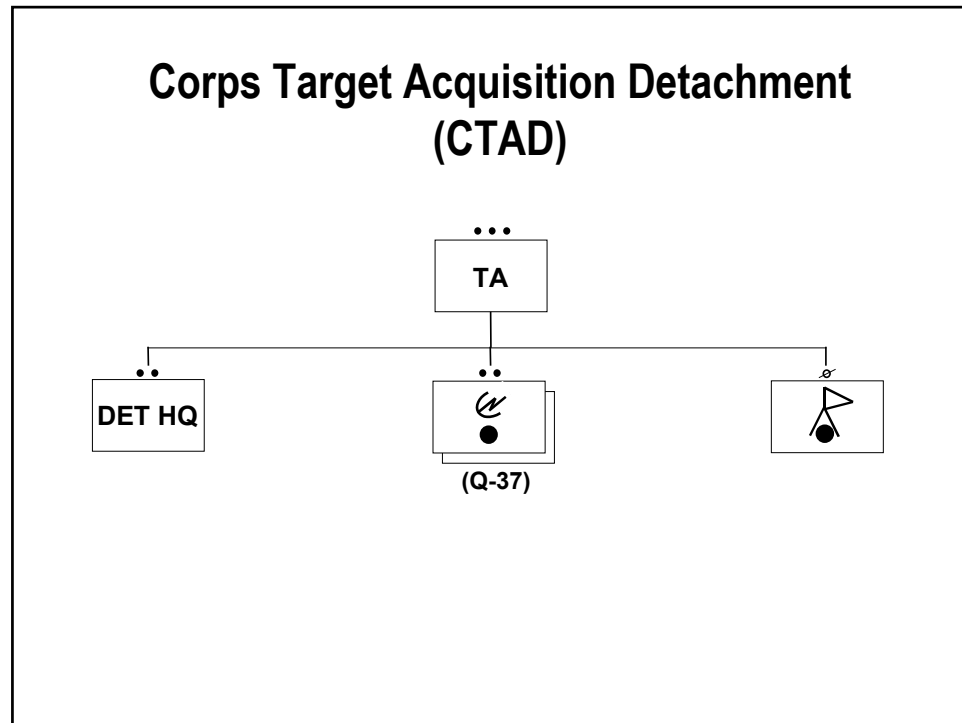 Corps Target Acquisition Detachment
(CTAD)
TA
DET HQ
(Q-37)